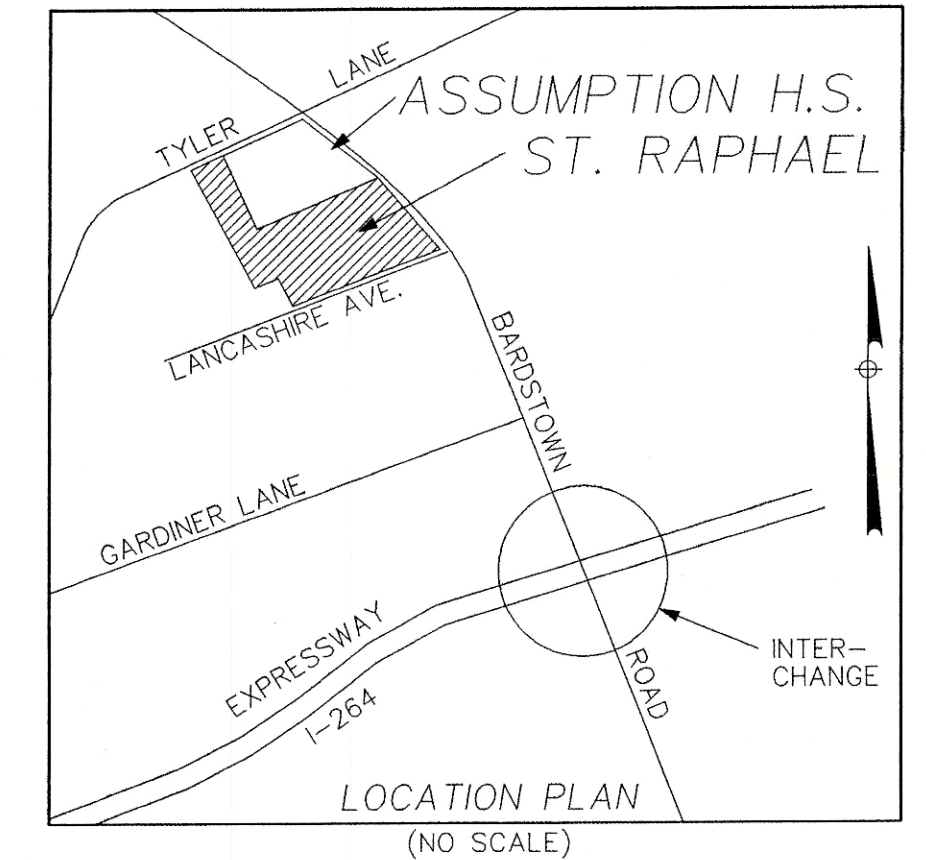 TYLER LANE
ASSUMPTION H.S.
ST. RAPHAEL
LANCASHIRE AVE.
BARDSTOWN ROAD
GARDINER LANE
EXPRESSWAY
I-264
INTER-
CHANGE
LOCATION PLAN
(NO SCALE)